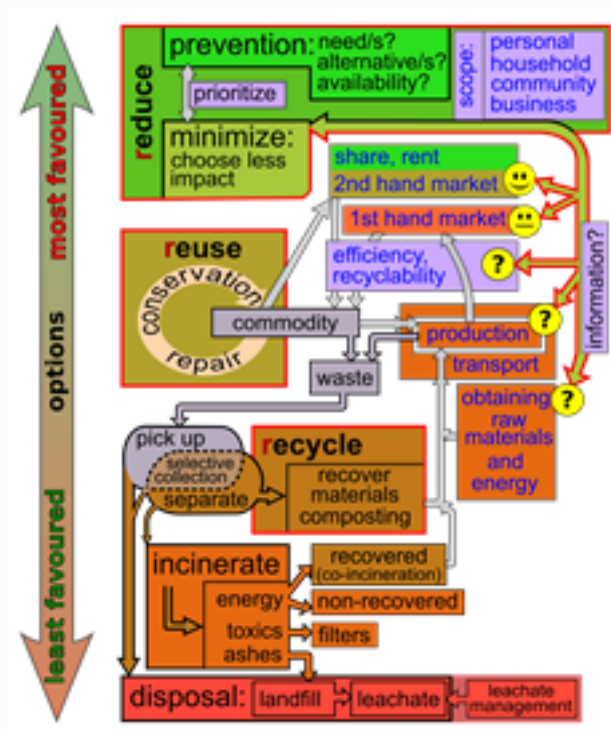 most favoured
options
least favoured
reduce
prevention:
need/s?
alternative/s?
availability?
prioritize
scope:
personal
household
community
business
minimize:
choose less
impact
share, rent
2nd hand market
1st hand market
information?
reuse
conservation
repair
efficiency,
recyclability
?
commodity
production
?
transport
waste
obtaining
?
raw
materials
and
energy
pick up
selective
collection
separate
recycle
recover
materials
composting
incinerate
energy
toxics
ashes
recovered
(co-incineration)
non-recovered
filters
disposal:
landfill
leachate
leachate
management